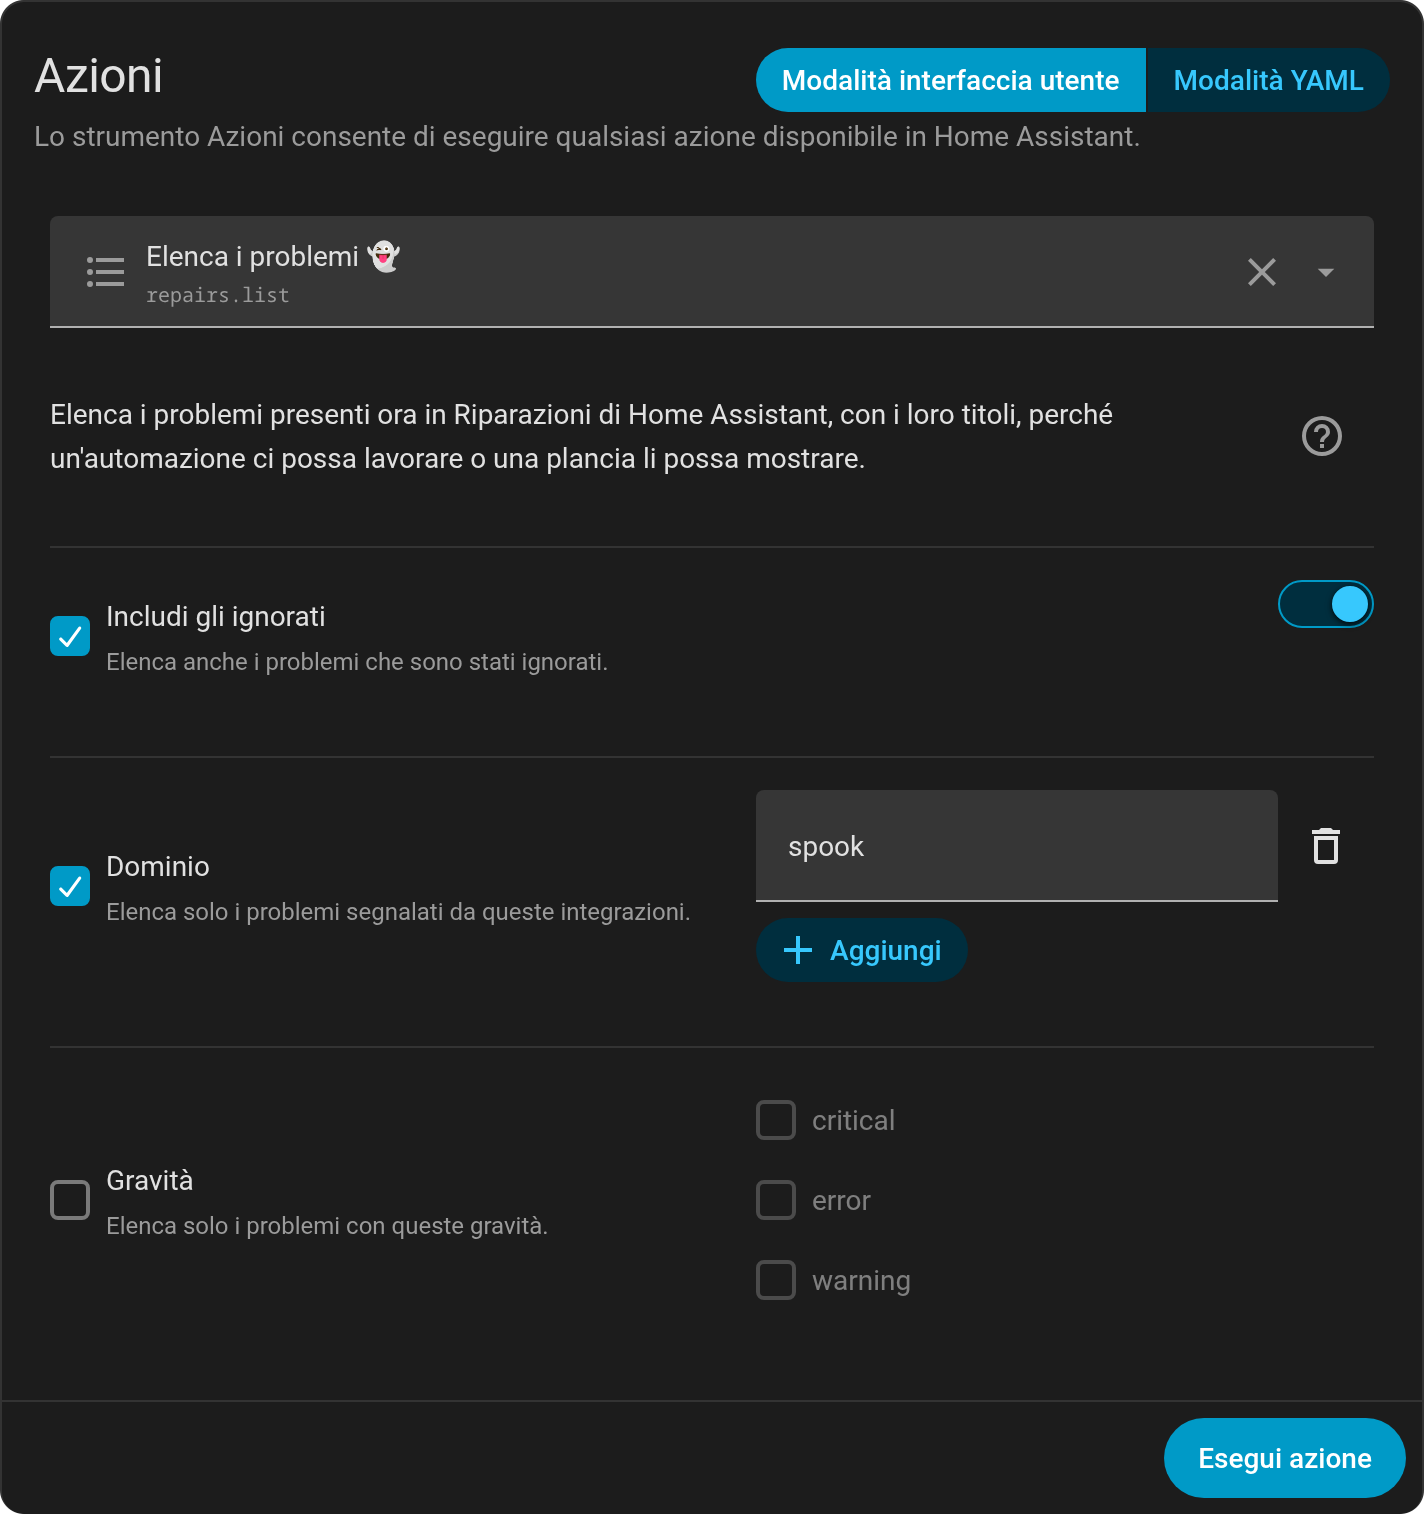 Azioni
Modalità interfaccia utente
Modalità YAML
Lo strumento Azioni consente di eseguire qualsiasi azione disponibile in Home Assistant.
Elenca i problemi 👻
repairs.list
Elenca i problemi presenti ora in Riparazioni di Home Assistant, con i loro titoli, perché
un'automazione ci possa lavorare o una plancia li possa mostrare.
Includi gli ignorati
Elenca anche i problemi che sono stati ignorati.
Dominio
Elenca solo i problemi segnalati da queste integrazioni.
spook
Aggiungi
Gravità
Elenca solo i problemi con queste gravità.
critical
error
warning
Esegui azione